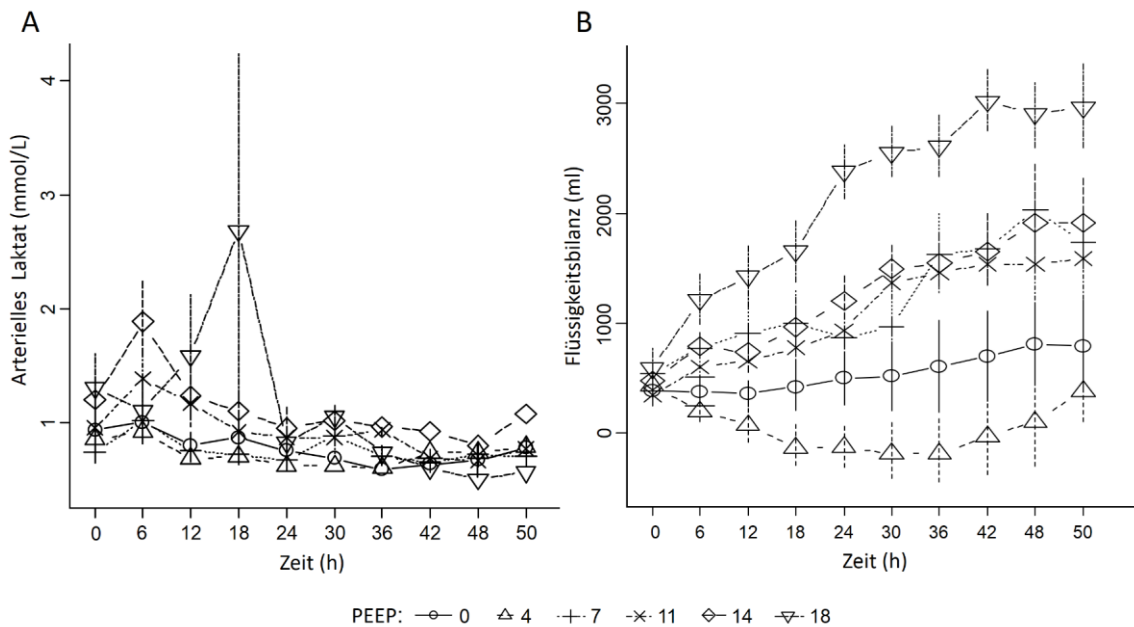 A
Arterielles Laktat (mmol/L)
4
3
2
1
0 6 12 18 24 30 36 42 48 50
Zeit (h)
B
Flüssigkeitsbilanz (ml)
3000
2000
1000
0
0 6 12 18 24 30 36 42 48 50
Zeit (h)
PEEP: 0 4 7 11 14 18